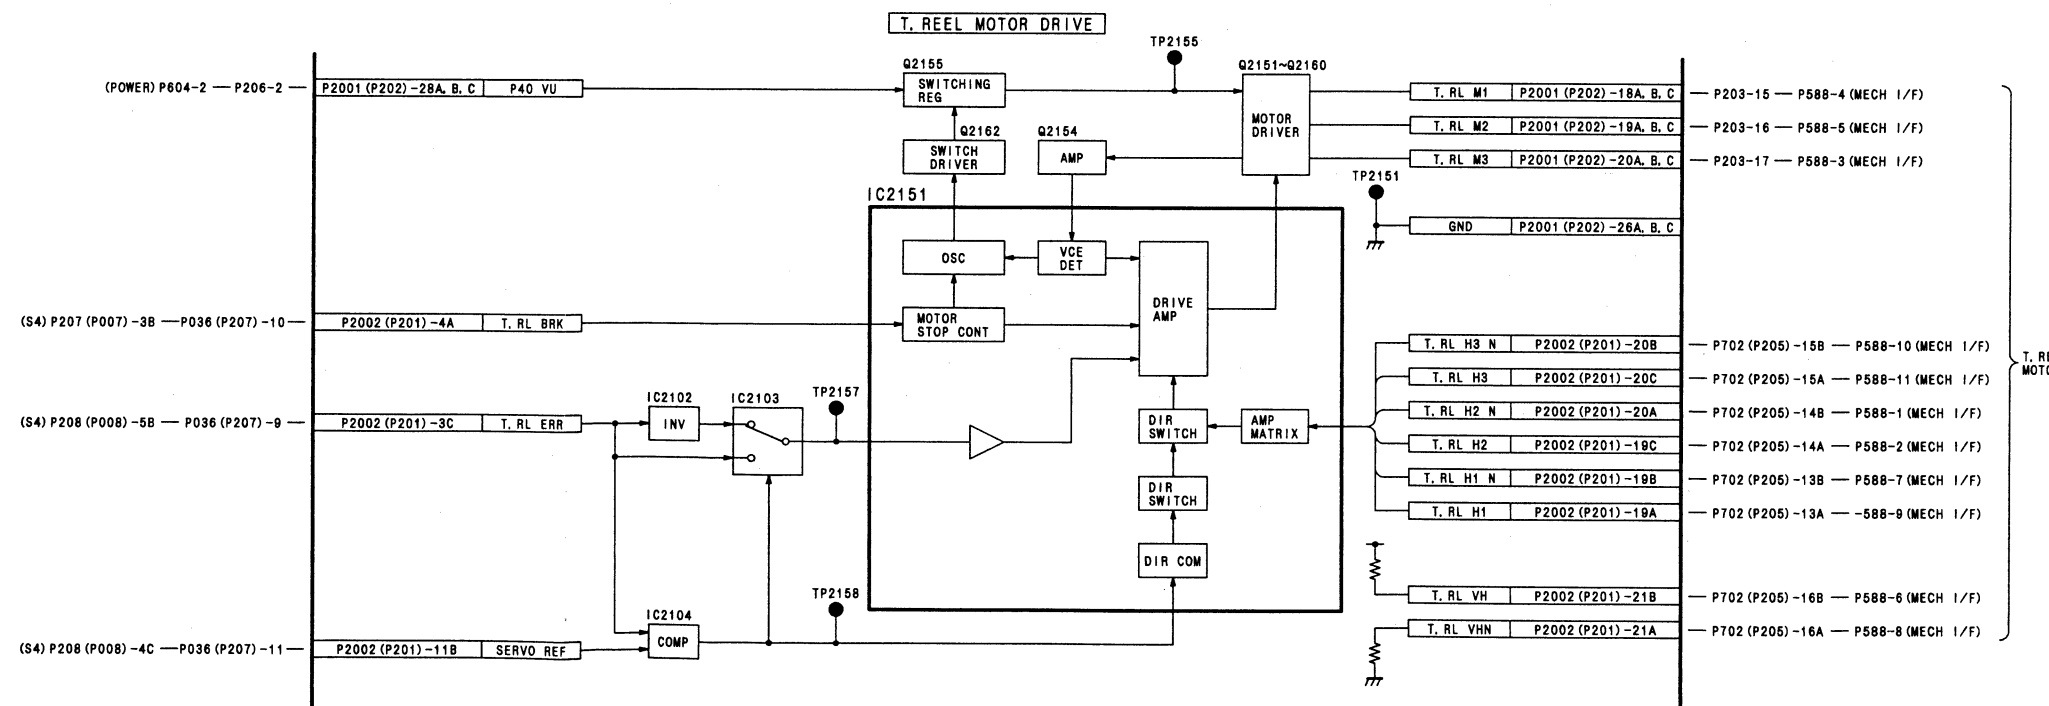 T. REEL MOTOR DRIVE
(POWER) P604-2 — P206-2 — P2001 (P202) -28A, B, C P40 VU
Q2155
SWITCHING
REG
TP2155
Q2151~Q2160
MOTOR
DRIVER
Q2162
SWITCH
DRIVER
Q2154
AMP
T. RL M1 P2001 (P202) -18A, B, C — P203-15 — P588-4 (MECH I/F)
T. RL M2 P2001 (P202) -19A, B, C — P203-16 — P588-5 (MECH I/F)
T. RL M3 P2001 (P202) -20A, B, C — P203-17 — P588-3 (MECH I/F)
TP2151
GND P2001 (P202) -26A, B, C
IC2151
OSC
VCE
DET
DRIVE
AMP
(S4) P207 (P007) -3B — P036 (P207) -10 — P2002 (P201) -4A T. RL BRK
MOTOR
STOP CONT
(S4) P208 (P008) -5B — P036 (P207) -9 — P2002 (P201) -3C T. RL ERR
IC2102
INV
IC2103
TP2157
DIR
SWITCH
AMP
MATRIX
DIR
SWITCH
DIR COM
T. RL H3 N P2002 (P201) -20B — P702 (P205) -15B — P588-10 (MECH I/F)
T. RL H3 P2002 (P201) -20C — P702 (P205) -15A — P588-11 (MECH I/F)
T. RL H2 N P2002 (P201) -20A — P702 (P205) -14B — P588-1 (MECH I/F)
T. RL H2 P2002 (P201) -19C — P702 (P205) -14A — P588-2 (MECH I/F)
T. RL H1 N P2002 (P201) -19B — P702 (P205) -13B — P588-7 (MECH I/F)
T. RL H1 P2002 (P201) -19A — P702 (P205) -13A — -588-9 (MECH I/F)
T. RL VH P2002 (P201) -21B — P702 (P205) -16B — P588-6 (MECH I/F)
T. RL VHN P2002 (P201) -21A — P702 (P205) -16A — P588-8 (MECH I/F)
TP2158
IC2104
COMP
(S4) P208 (P008) -4C — P036 (P207) -11 — P2002 (P201) -11B SERVO REF
T. RE
MOTO